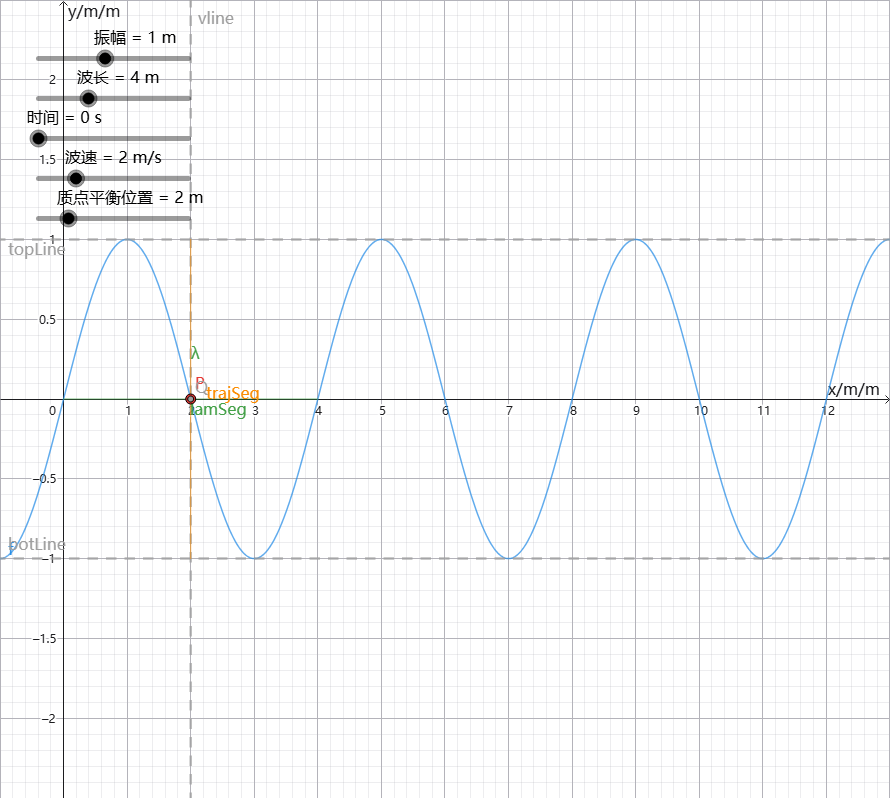 y/m/m
vline
振幅 = 1 m
波长 = 4 m
2
时间 = 0 s
1.5
波速 = 2 m/s
质点平衡位置 = 2 m
1
topLine
0.5
λ
P
Q
trajSeg
x/m/m
lamSeg
0 1 2 3 4 5 6 7 8 9 10 11 12
−0.5
botLine
f
−1
−1.5
−2